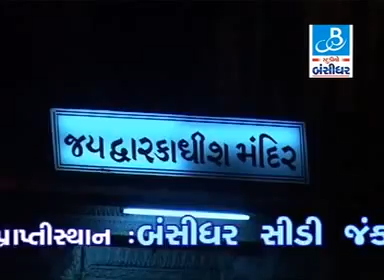 સ્ટુડિયો
બંસીધર
જય દ્વારકાધીશ મંદિર
પ્રાપ્તીસ્થાન : બંસીધર સીડી જંક